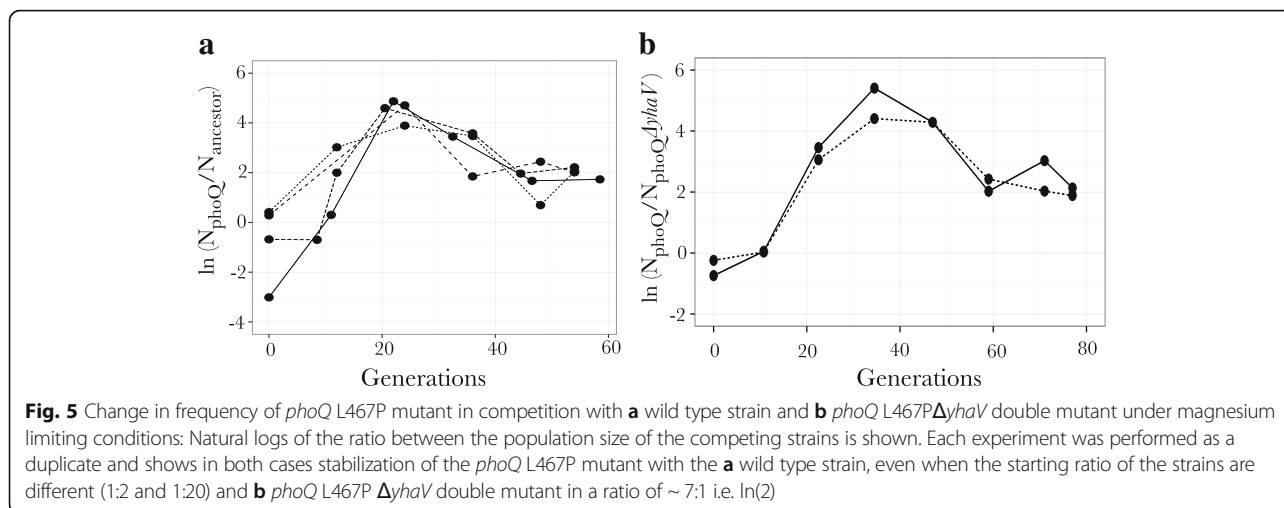 a
b
6
4
2
0
-2
-4
ln (NphoQ/Nancestor)
0
20
40
60
Generations
6
4
2
0
-2
ln (NphoQ/NphoQΔyhaV)
0
20
40
60
80
Generations
Fig. 5 Change in frequency of phoQ L467P mutant in competition with a wild type strain and b phoQ L467PΔyhaV double mutant under magnesium
limiting conditions: Natural logs of the ratio between the population size of the competing strains is shown. Each experiment was performed as a
duplicate and shows in both cases stabilization of the phoQ L467P mutant with the a wild type strain, even when the starting ratio of the strains are
different (1:2 and 1:20) and b phoQ L467P ΔyhaV double mutant in a ratio of ~ 7:1 i.e. ln(2)